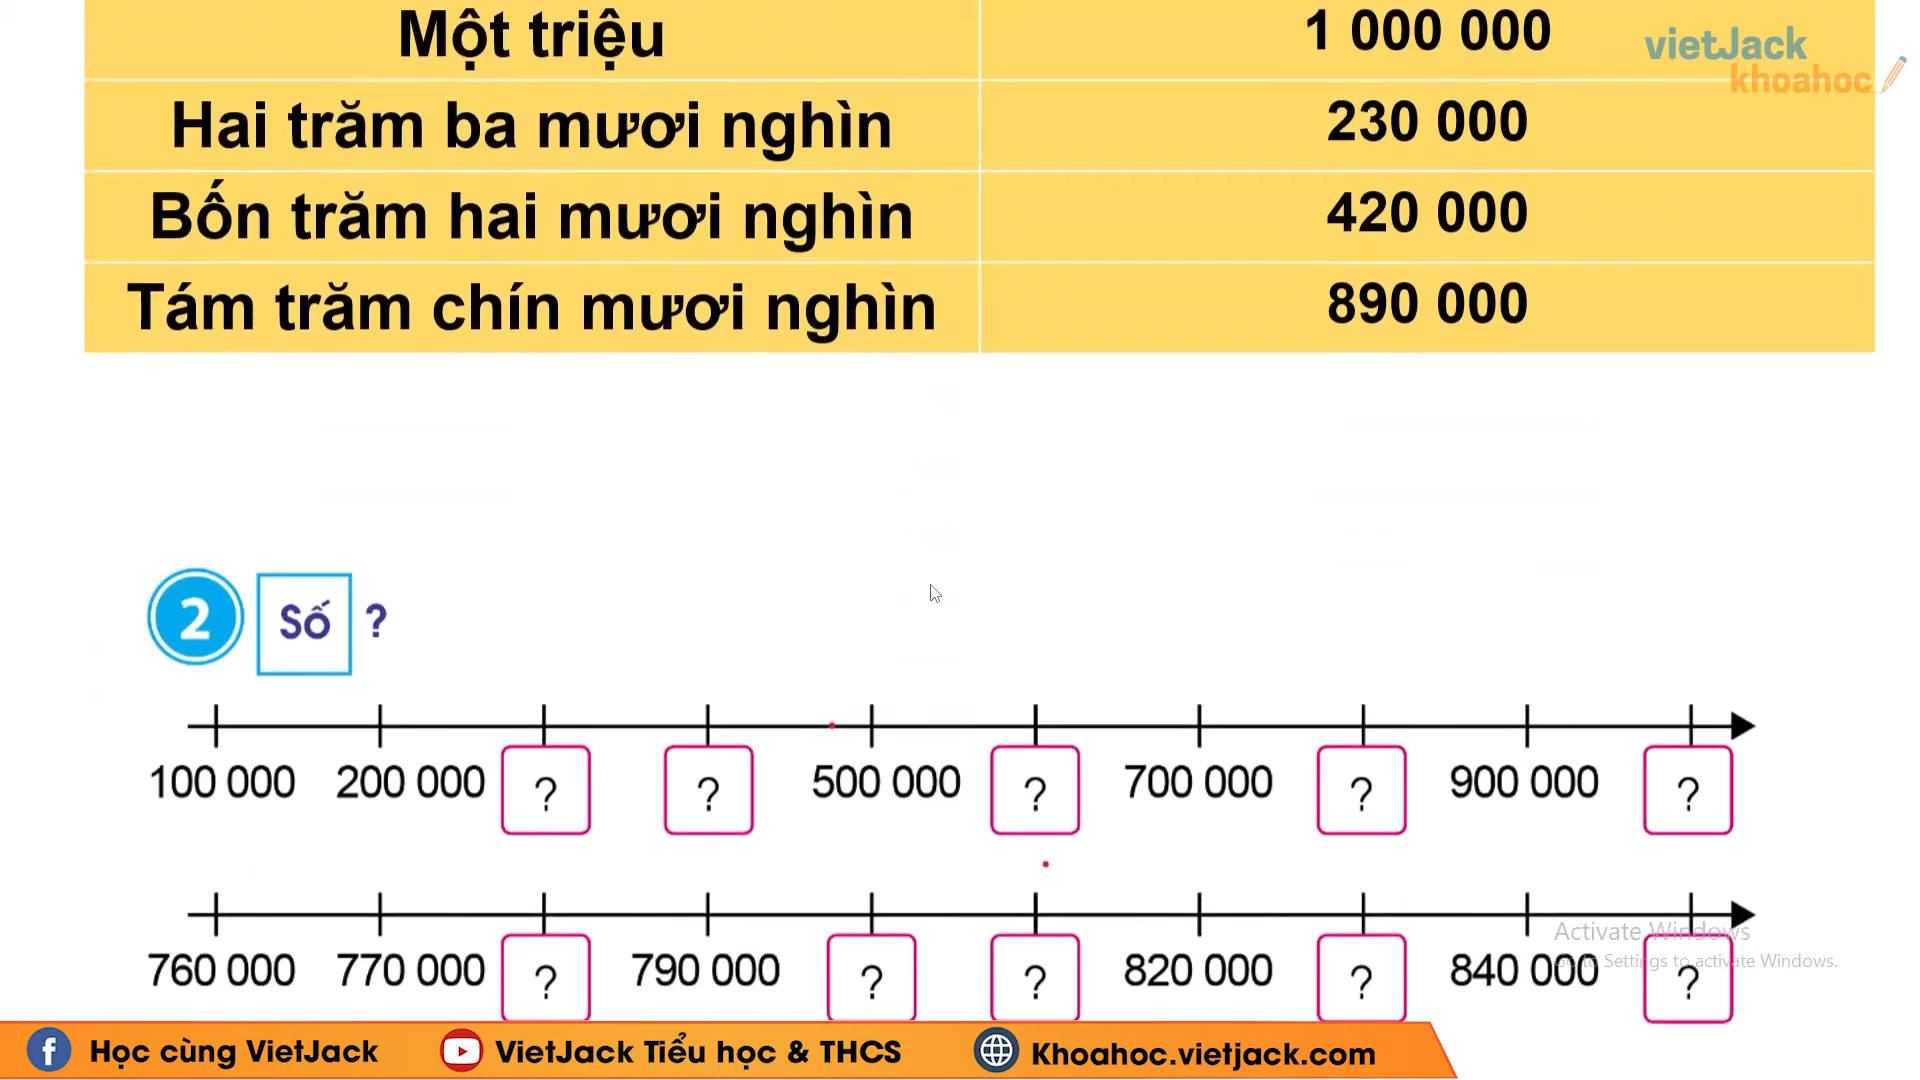 Một triệu 1 000 000
vietJack
khoahoc
Hai trăm ba mươi nghìn 230 000
Bốn trăm hai mươi nghìn 420 000
Tám trăm chín mươi nghìn 890 000
2 Số ?
100 000 200 000 ? ? 500 000 ? 700 000 ? 900 000 ?
Activate Windows
Go to Settings to activate Windows.
760 000 770 000 ? 790 000 ? ? 820 000 ? 840 000 ?
Học cùng VietJack VietJack Tiểu học & THCS Khoahoc.vietjack.com